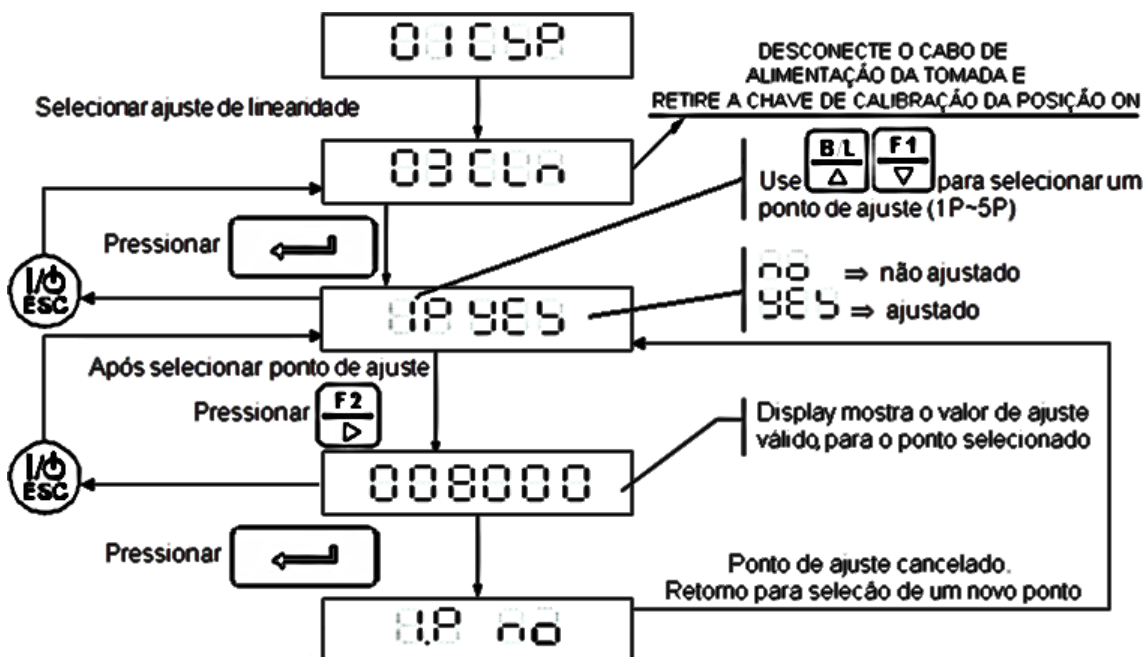 01CSP
DESCONECTE O CABO DE
ALIMENTAÇÃO DA TOMADA E
RETIRE A CHAVE DE CALIBRAÇÃO DA POSIÇÃO ON
Selecionar ajuste de linearidade
03CLn
B/L F1
Use para selecionar um
ponto de ajuste (1P~5P)
Pressionar
I/⏻
ESC
no ⇒ não ajustado
YES ⇒ ajustado
1P YES
Após selecionar ponto de ajuste
Pressionar F2
Display mostra o valor de ajuste
válido, para o ponto selecionado
I/⏻
ESC
008000
Pressionar
Ponto de ajuste cancelado.
Retorno para selecâo de um novo ponto
1.P no